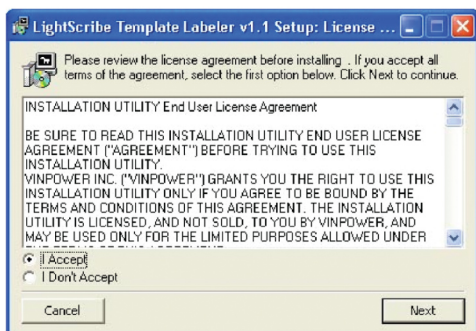 LightScribe Template Labeler v1.1 Setup: License ...
Please review the license agreement before installing . If you accept all
terms of the agreement, select the first option below. Click Next to continue.
INSTALLATION UTILITY End User License Agreement
BE SURE TO READ THIS INSTALLATION UTILITY END USER LICENSE
AGREEMENT ("AGREEMENT") BEFORE TRYING TO USE THIS
INSTALLATION UTILITY.
VINPOWER INC. ("VINPOWER") GRANTS YOU THE RIGHT TO USE THIS
INSTALLATION UTILITY ONLY IF YOU AGREE TO BE BOUND BY THE
TERMS AND CONDITIONS OF THIS AGREEMENT. THE INSTALLATION
UTILITY IS LICENSED, AND NOT SOLD, TO YOU BY VINPOWER, AND
MAY BE USED ONLY FOR THE LIMITED PURPOSES ALLOWED UNDER
I Accept
I Don't Accept
Cancel
Next